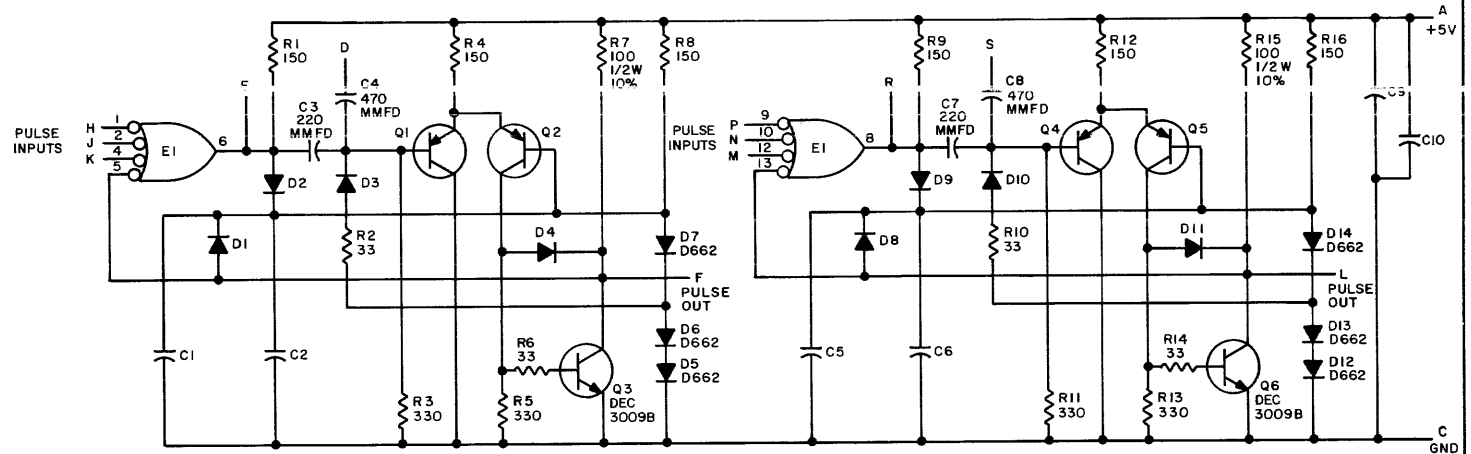 A
+5V
R1
150
D
R4
150
R7
100
1/2W
10%
R8
150
R9
150
S
R12
150
R15
100
1/2W
10%
R16
150
C4
470
MMFD
C3
220
MMFD
C8
470
MMFD
C7
220
MMFD
R
C9
C10
PULSE
INPUTS
H 1
J 2
K 4
5
E1
6
Q1
Q2
PULSE
INPUTS
P 9
N 10
M 12
13
E1
8
Q4
Q5
D2
D3
D9
D10
D1
R2
33
D4
D7
D662
D8
R10
33
D11
D14
D662
F
PULSE
OUT
L
PULSE
OUT
C1
C2
R6
33
D6
D662
D5
D662
C5
C6
R14
33
D13
D662
D12
D662
R3
330
R5
330
Q3
DEC
3009B
R11
330
R13
330
Q6
DEC
3009B
C
GND